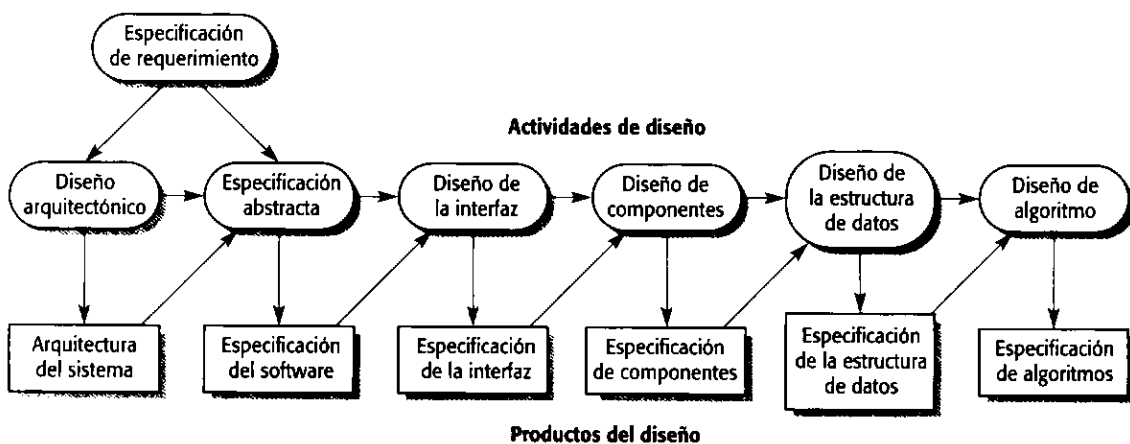 Especificación
de requerimiento
Actividades de diseño
Diseño
arquitectónico
Especificación
abstracta
Diseño de
la interfaz
Diseño de
componentes
Diseño de
la estructura
de datos
Diseño de
algoritmo
Arquitectura
del sistema
Especificación
del software
Especificación
de la interfaz
Especificación
de componentes
Especificación
de la estructura
de datos
Especificación
de algoritmos
Productos del diseño